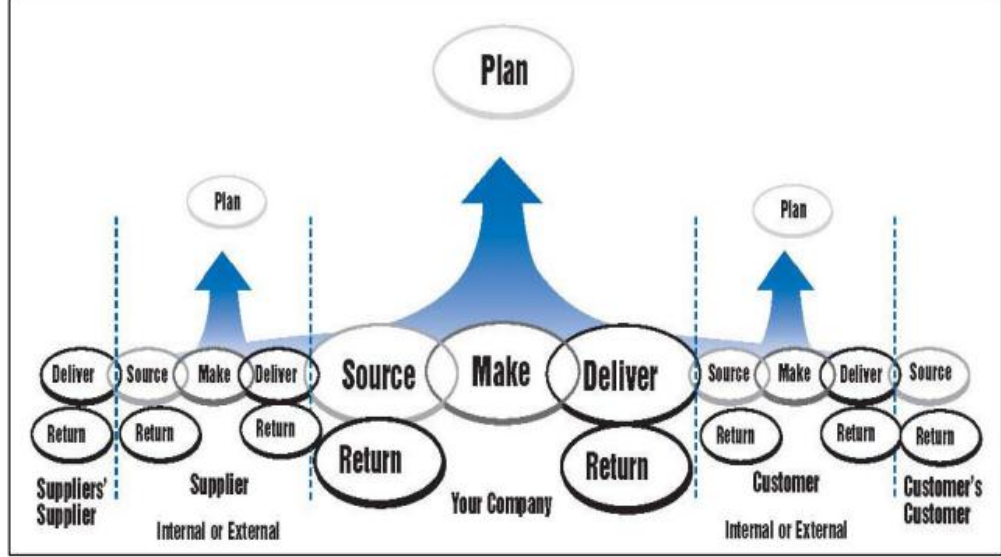 Plan
Plan
Plan
Deliver
Source
Make
Deliver
Source
Make
Deliver
Source
Make
Deliver
Source
Return
Return
Return
Return
Return
Return
Return
Return
Suppliers'
Supplier
Supplier
Your Company
Customer
Customer's
Customer
Internal or External
Internal or External